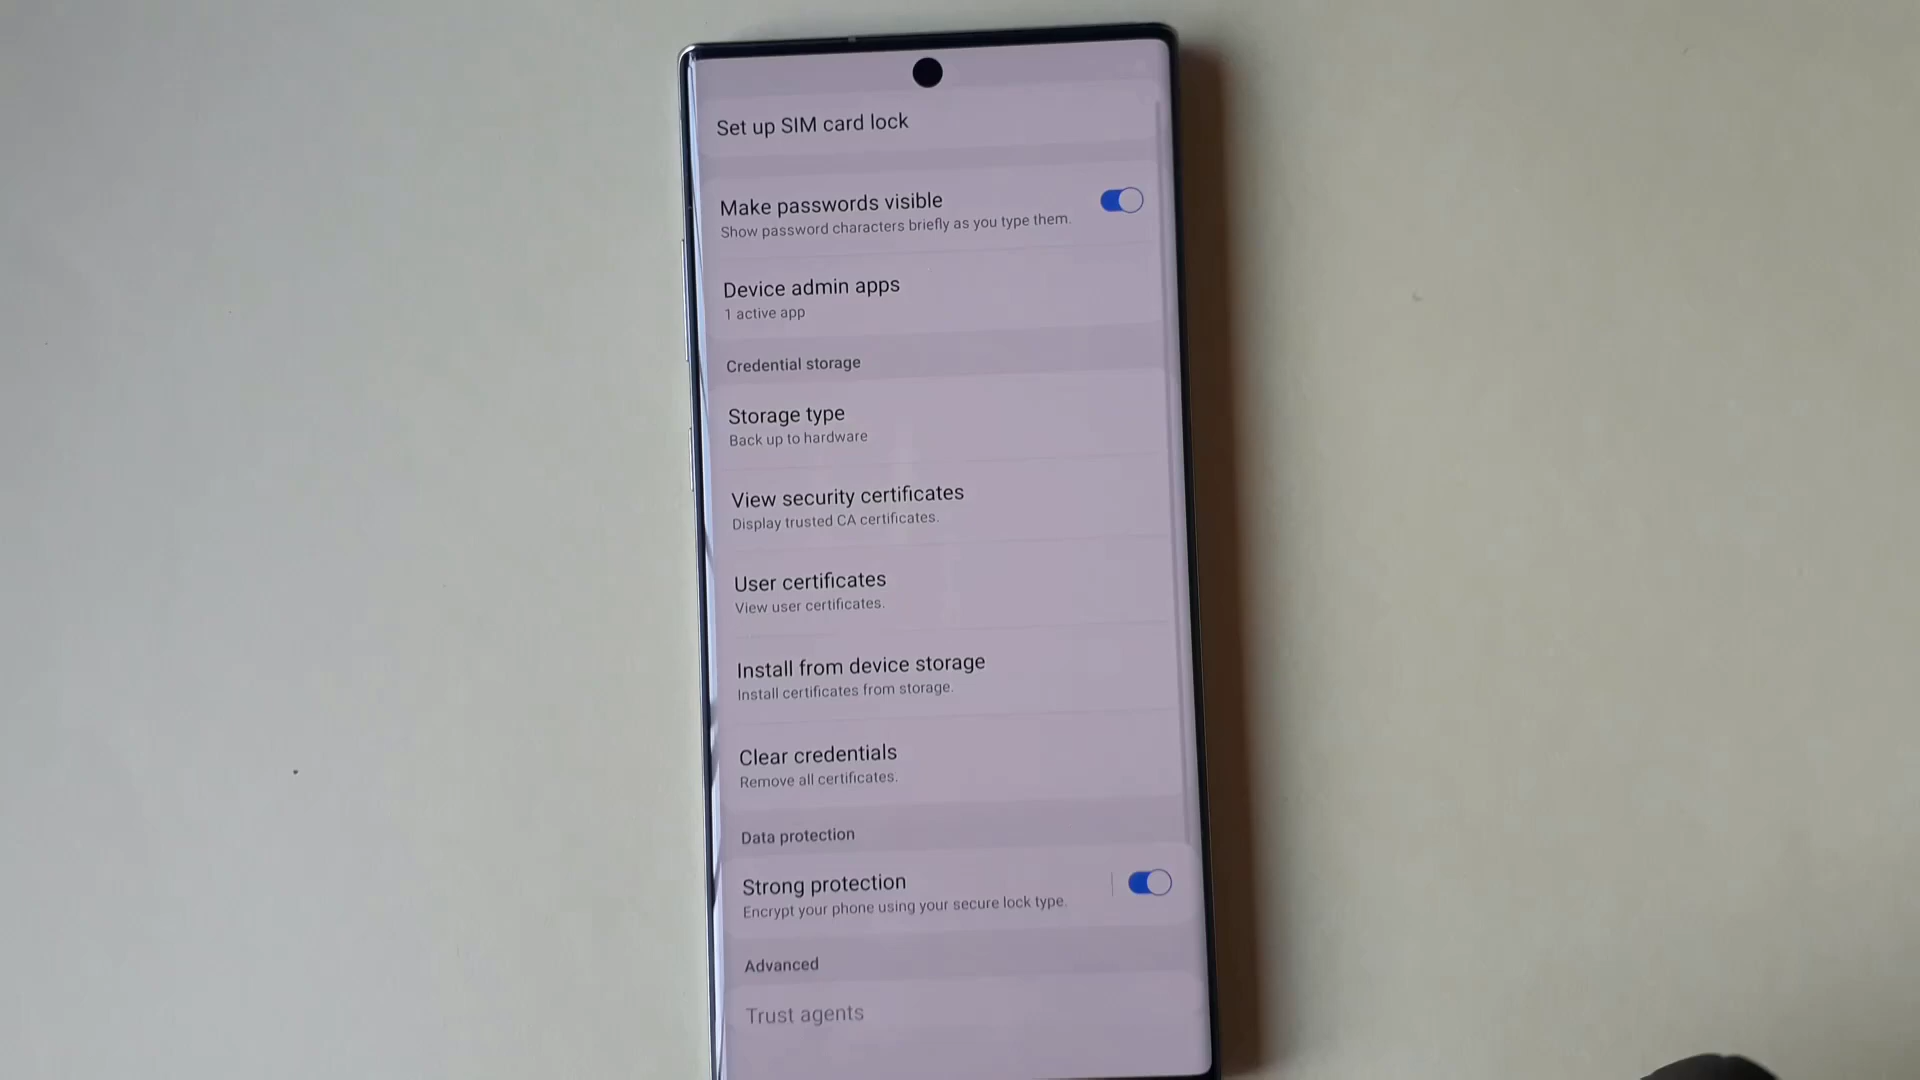 Set up SIM card lock
Make passwords visible
Show password characters briefly as you type them.
Device admin apps
1 active app
Credential storage
Storage type
Back up to hardware
View security certificates
Display trusted CA certificates.
User certificates
View user certificates.
Install from device storage
Install certificates from storage.
Clear credentials
Remove all certificates.
Data protection
Strong protection
Encrypt your phone using your secure lock type.
Advanced
Trust agents